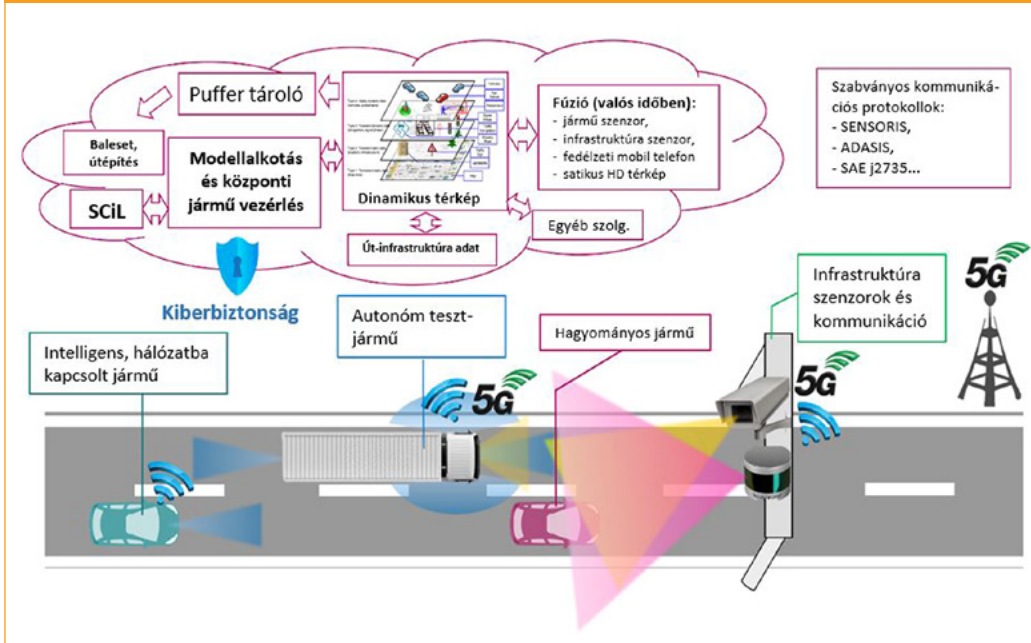 Puffer tároló
Baleset,
útépítés
Modellalkotás
és központi
jármű vezérlés
SCiL
Dinamikus térkép
Út-infrastruktúra adat
Fúzió (valós időben):
- jármű szenzor,
- infrastruktúra szenzor,
- fedélzeti mobil telefon
- satikus HD térkép
Egyéb szolg.
Szabványos kommuniká-
ciós protokollok:
- SENSORIS,
- ADASIS,
- SAE j2735...
Kiberbiztonság
Intelligens, hálózatba
kapcsolt jármű
Autonóm teszt-
jármű
5G
Hagyományos jármű
Infrastruktúra
szenzorok és
kommunikáció
5G
5G